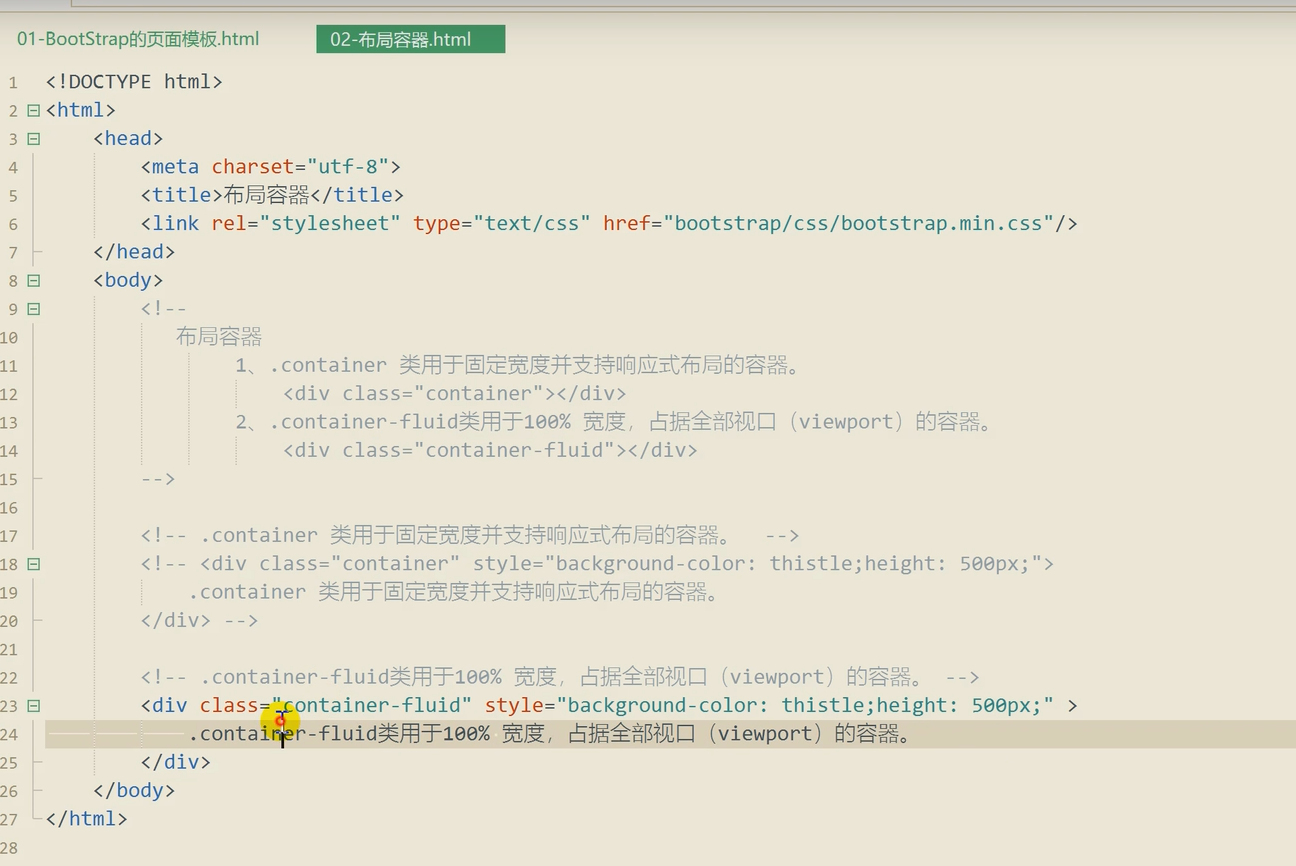 01-BootStrap的页面模板.html
02-布局容器.html
1 <!DOCTYPE html>
2 <html>
3 <head>
4 <meta charset="utf-8">
5 <title>布局容器</title>
6 <link rel="stylesheet" type="text/css" href="bootstrap/css/bootstrap.min.css"/>
7 </head>
8 <body>
9 <!--
10 布局容器
11 1、.container 类用于固定宽度并支持响应式布局的容器。
12 <div class="container"></div>
13 2、.container-fluid类用于100% 宽度，占据全部视口（viewport）的容器。
14 <div class="container-fluid"></div>
15 -->
16
17 <!-- .container 类用于固定宽度并支持响应式布局的容器。 -->
18 <!-- <div class="container" style="background-color: thistle;height: 500px;">
19 .container 类用于固定宽度并支持响应式布局的容器。
20 </div> -->
21
22 <!-- .container-fluid类用于100% 宽度，占据全部视口（viewport）的容器。 -->
23 <div class="container-fluid" style="background-color: thistle;height: 500px;" >
24 .container-fluid类用于100% 宽度，占据全部视口（viewport）的容器。
25 </div>
26 </body>
27 </html>
28